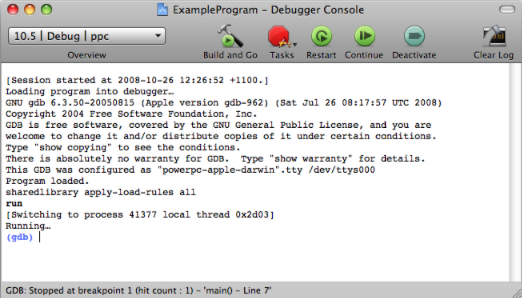 ExampleProgram - Debugger Console
10.5 | Debug | ppc
Overview
Build and Go
Tasks
Restart
Continue
Deactivate
Clear Log
[Session started at 2008-10-26 12:26:52 +1100.]
Loading program into debugger…
GNU gdb 6.3.50-20050815 (Apple version gdb-962) (Sat Jul 26 08:17:57 UTC 2008)
Copyright 2004 Free Software Foundation, Inc.
GDB is free software, covered by the GNU General Public License, and you are
welcome to change it and/or distribute copies of it under certain conditions.
Type "show copying" to see the conditions.
There is absolutely no warranty for GDB.  Type "show warranty" for details.
This GDB was configured as "powerpc-apple-darwin".tty /dev/ttys000
Program loaded.
sharedlibrary apply-load-rules all
run
[Switching to process 41377 local thread 0x2d03]
Running…
(gdb)
GDB: Stopped at breakpoint 1 (hit count : 1) - 'main() - Line 7'